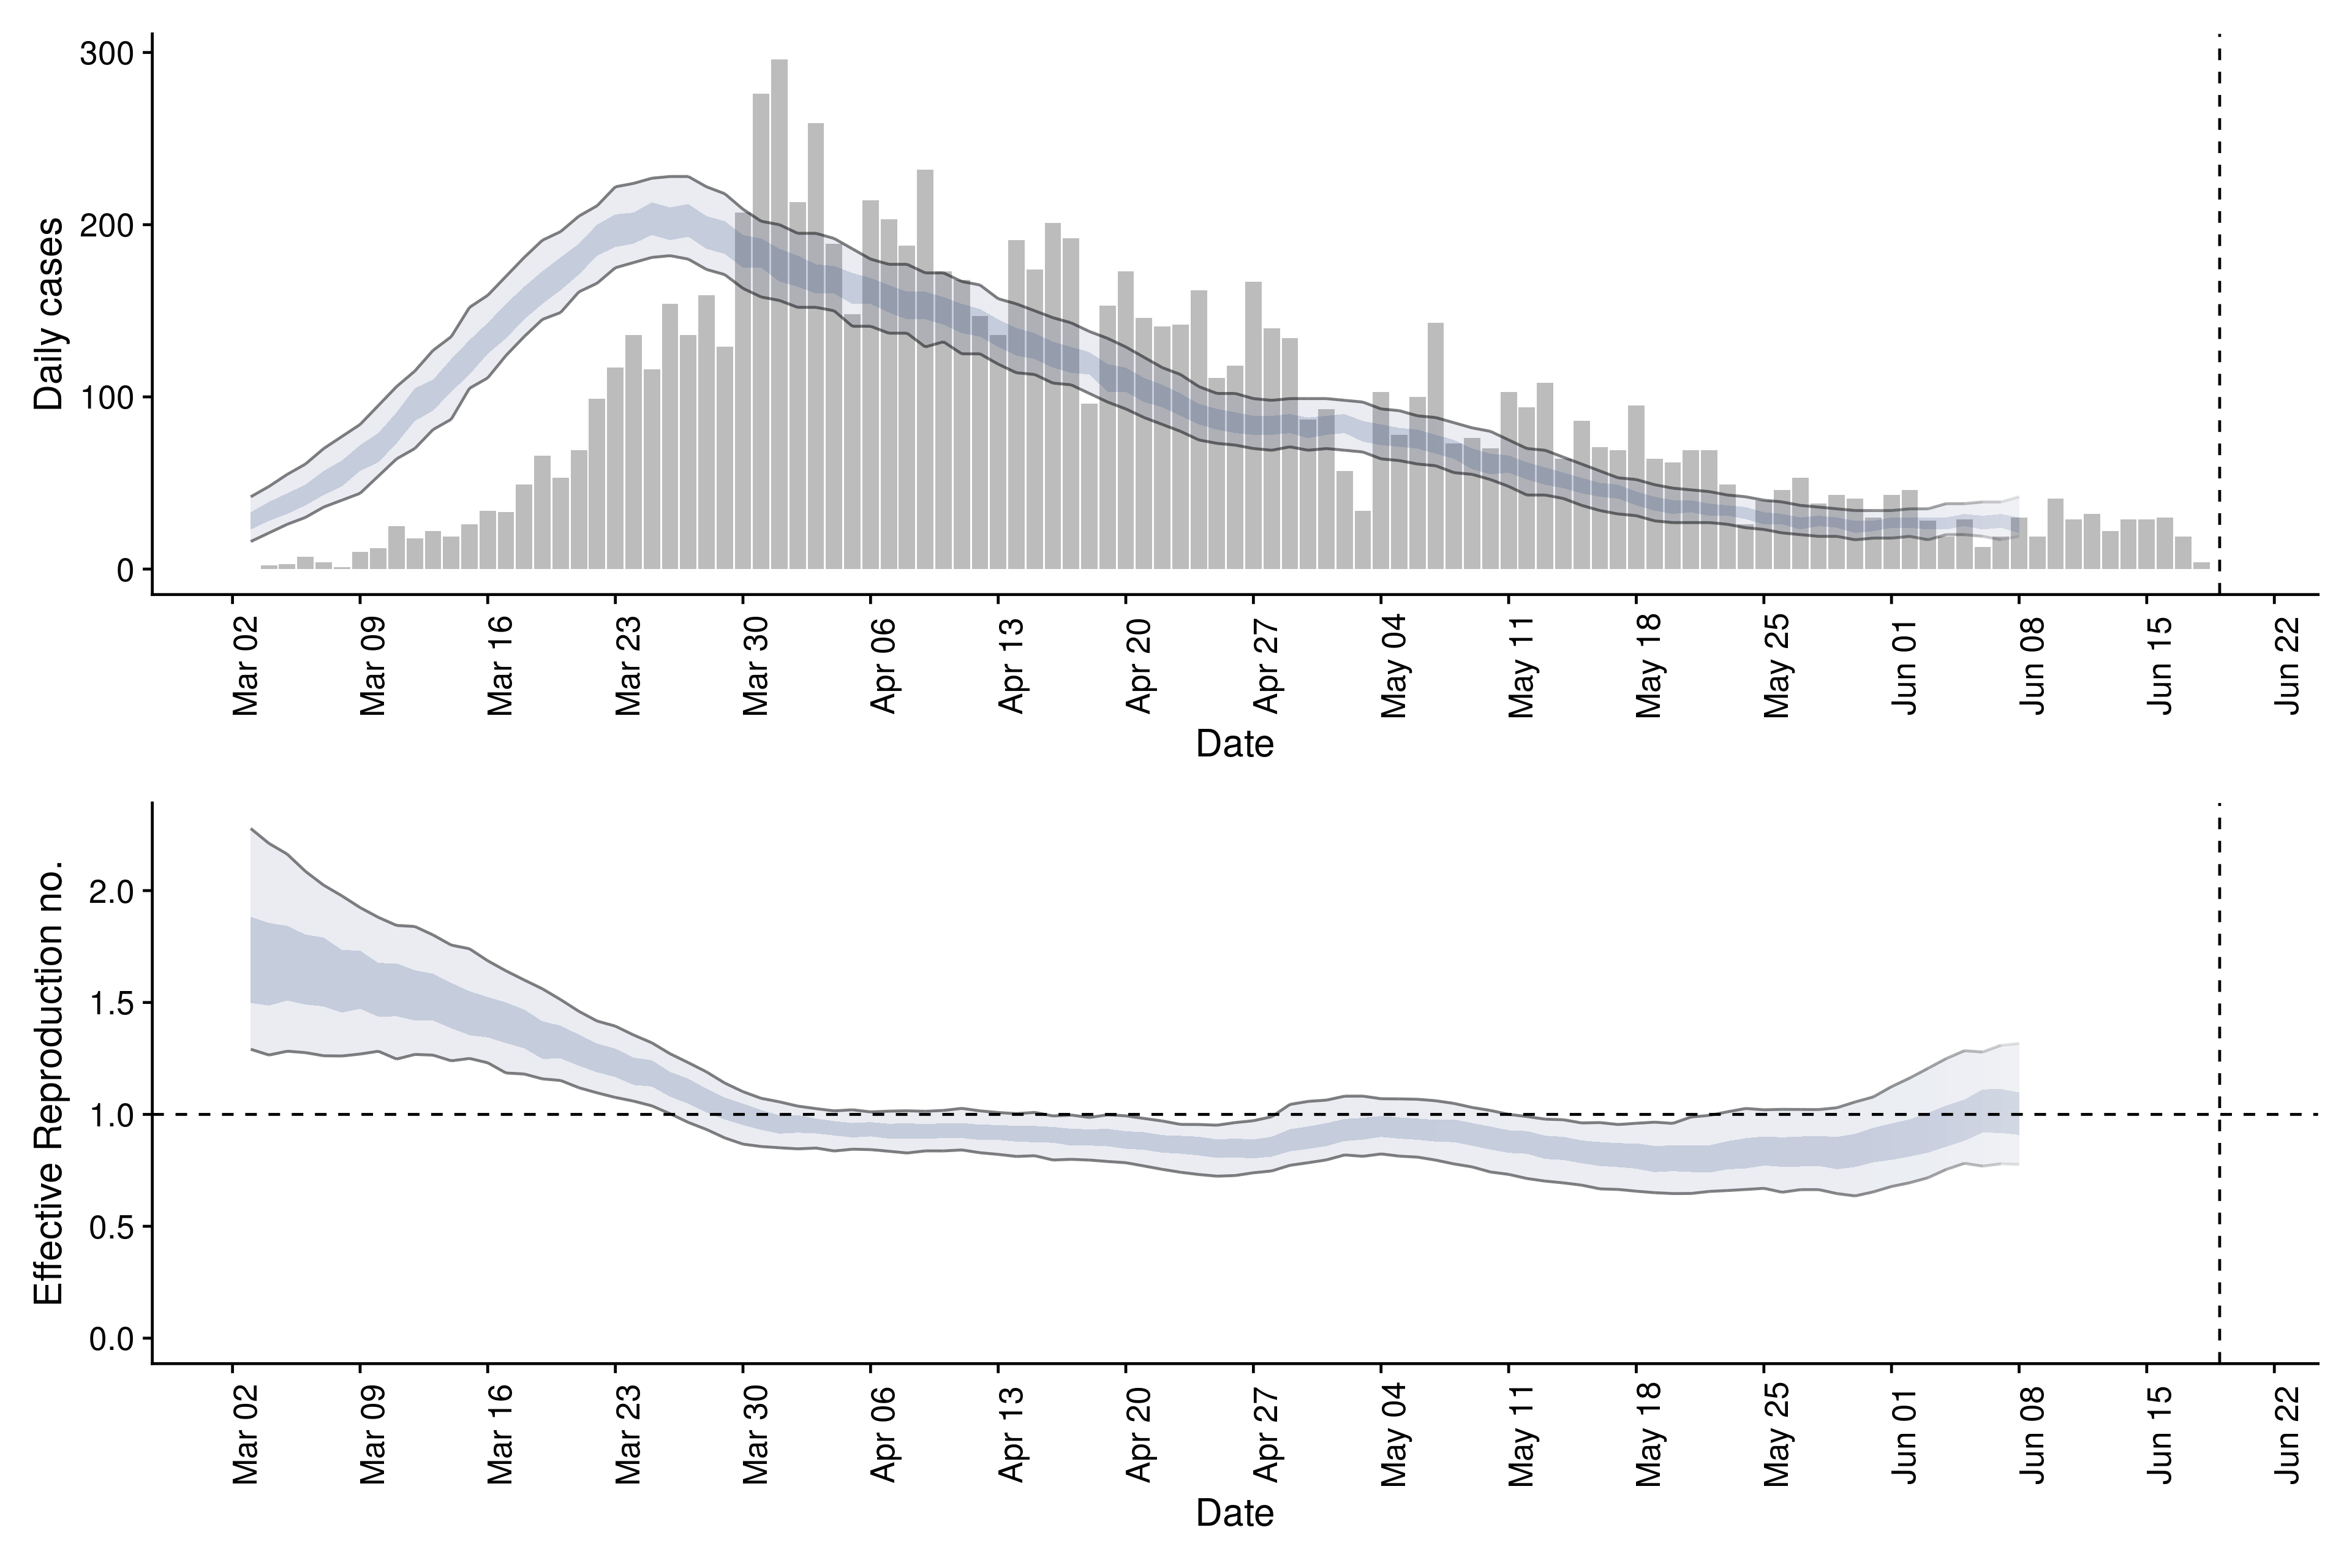 Daily cases
300
200
100
0
Mar 02
Mar 09
Mar 16
Mar 23
Mar 30
Apr 06
Apr 13
Apr 20
Apr 27
May 04
May 11
May 18
May 25
Jun 01
Jun 08
Jun 15
Jun 22
Date
Effective Reproduction no.
2.0
1.5
1.0
0.5
0.0
Mar 02
Mar 09
Mar 16
Mar 23
Mar 30
Apr 06
Apr 13
Apr 20
Apr 27
May 04
May 11
May 18
May 25
Jun 01
Jun 08
Jun 15
Jun 22
Date